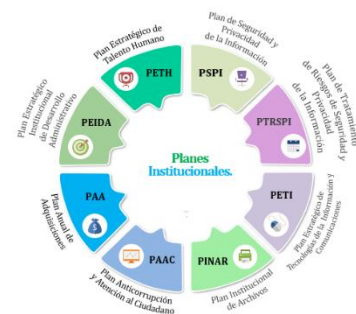 Plan Estratégico de
Talento Humano
PETH
Plan de Seguridad y
Privacidad
de la Información
PSPI
Plan de Tratamiento
de Riesgos de Seguridad y
Privacidad
de la Información
PTRSPI
PETI
Plan Estratégico de
Tecnologías de la Información y
Comunicaciones
PINAR
Plan Institucional
de Archivos
PAAC
Plan Anticorrupción
y Atención al Ciudadano
PAA
Plan Anual de
Adquisiciones
PEIDA
Plan Estratégico
Institucional
de Desarrollo
Administrativo
Planes
Institucionales.